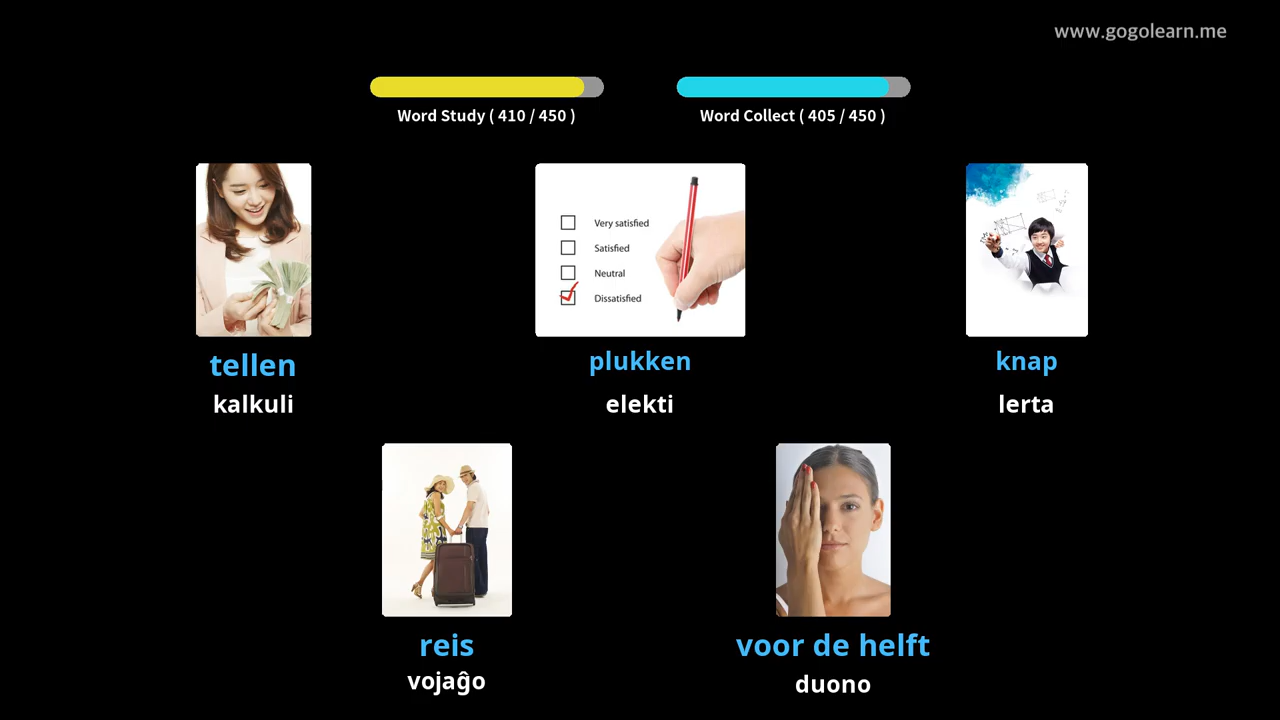 www.gogolearn.me
Word Study ( 410 / 450 )
Word Collect ( 405 / 450 )
Very satisfied
Satisfied
Neutral
Dissatisfied
tellen
plukken
knap
kalkuli
elekti
lerta
reis
voor de helft
vojaĝo
duono